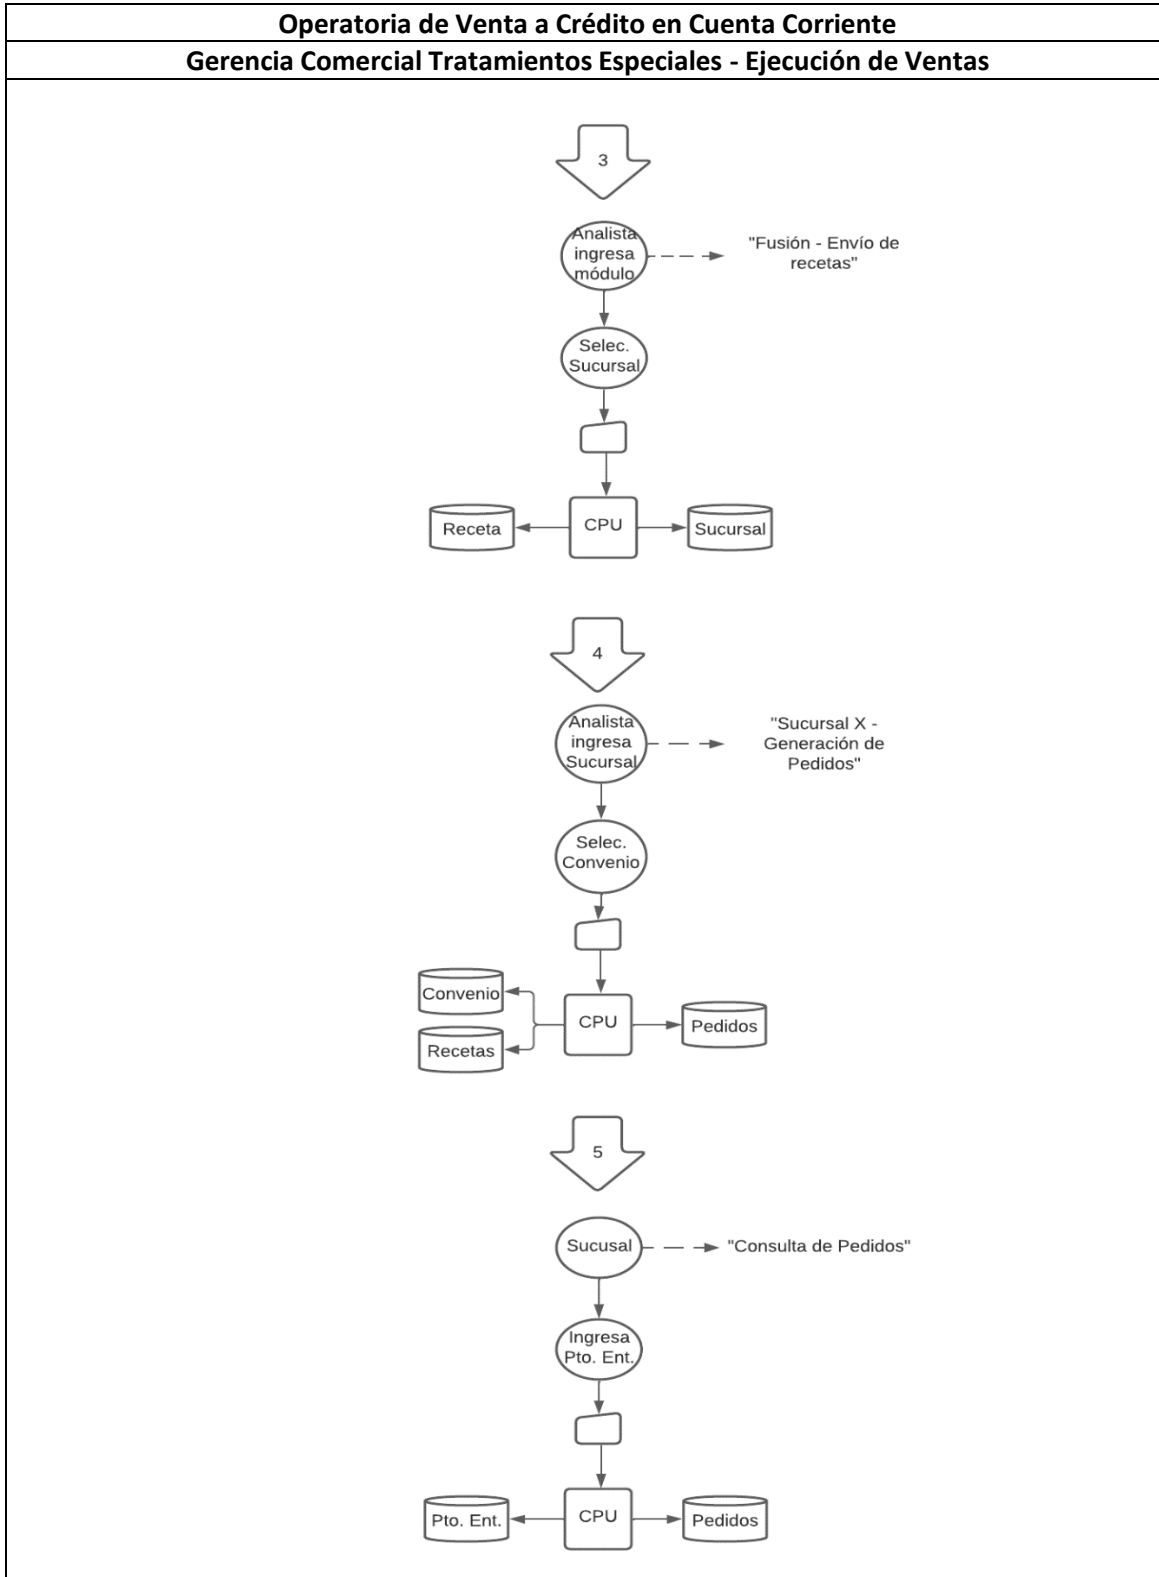 Operatoria de Venta a Crédito en Cuenta Corriente
Gerencia Comercial Tratamientos Especiales - Ejecución de Ventas
3
Analista
ingresa
módulo
"Fusión - Envío de
recetas"
Selec.
Sucursal
Receta
CPU
Sucursal
4
Analista
ingresa
Sucursal
"Sucursal X -
Generación de
Pedidos"
Selec.
Convenio
Convenio
Recetas
CPU
Pedidos
5
Sucusal
"Consulta de Pedidos"
Ingresa
Pto. Ent.
Pto. Ent.
CPU
Pedidos